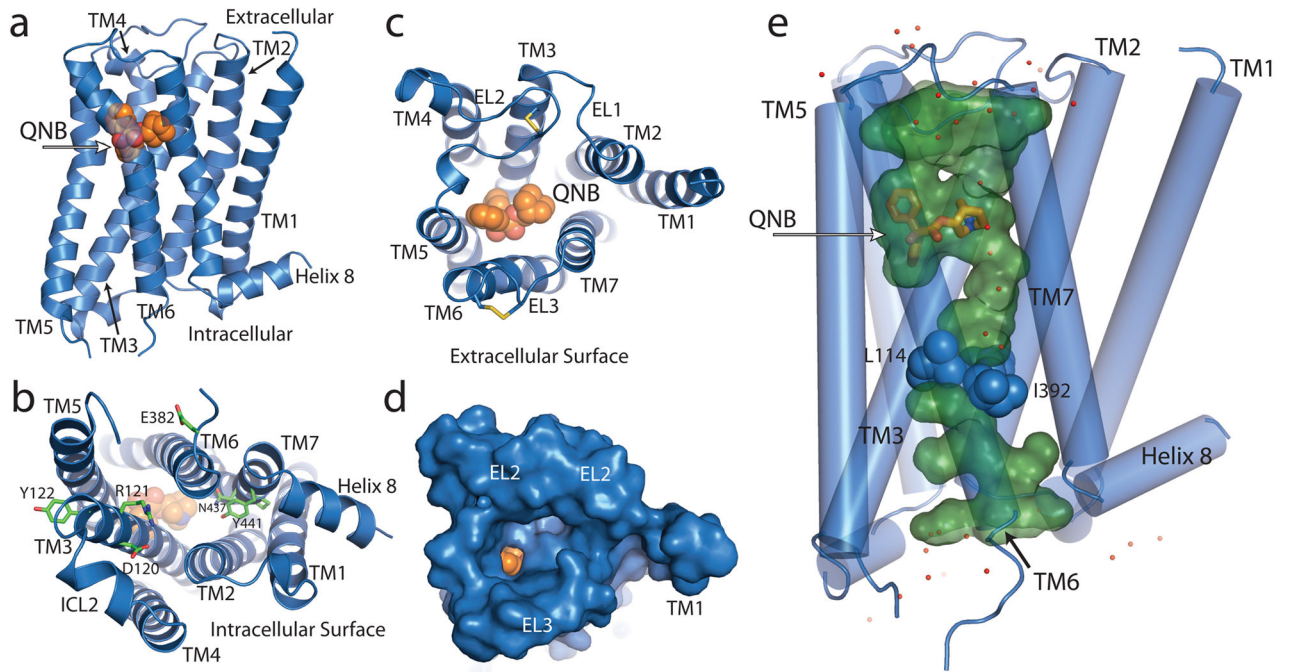 a
TM4
Extracellular
TM2
QNB
TM1
Helix 8
TM5
TM6
Intracellular
TM3
b
TM5
E382
TM6
TM7
Y122
R121
N437
Y441
Helix 8
TM3
D120
TM2
TM1
ICL2
Intracellular Surface
TM4
c
TM3
EL2
EL1
TM4
TM2
QNB
TM1
TM5
TM7
TM6
EL3
Extracellular Surface
d
EL2
EL2
TM1
EL3
e
TM2
TM1
TM5
QNB
TM7
L114
I392
TM3
Helix 8
TM6